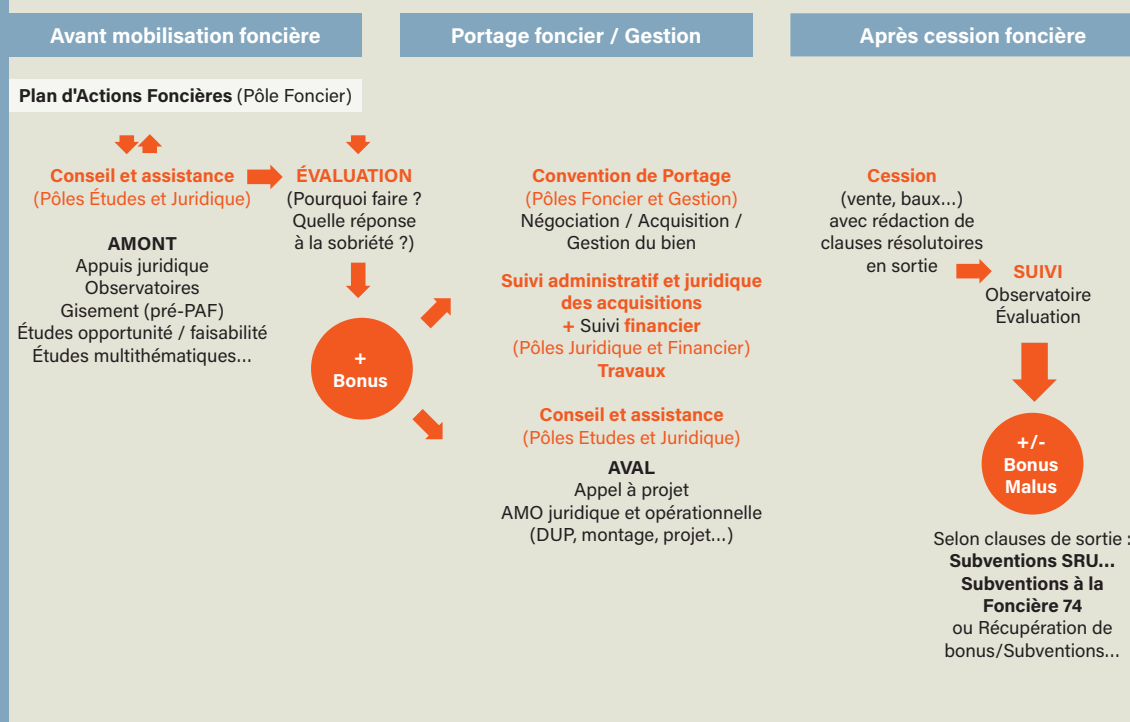 Avant mobilisation foncière
Plan d'Actions Foncières (Pôle Foncier)
Conseil et assistance
(Pôles Études et Juridique)
AMONT
Appuis juridique
Observatoires
Gisement (pré-PAF)
Études opportunité / faisabilité
Études multithématiques...
ÉVALUATION
(Pourquoi faire ?
Quelle réponse
à la sobriété ?)
+
Bonus
Portage foncier / Gestion
Convention de Portage
(Pôles Foncier et Gestion)
Négociation / Acquisition /
Gestion du bien
Suivi administratif et juridique
des acquisitions
+ Suivi financier
(Pôles Juridique et Financier)
Travaux
Conseil et assistance
(Pôles Etudes et Juridique)
AVAL
Appel à projet
AMO juridique et opérationnelle
(DUP, montage, projet...)
Après cession foncière
Cession
(vente, baux...)
avec rédaction de
clauses résolutoires
en sortie
SUIVI
Observatoire
Évaluation
+/-
Bonus
Malus
Selon clauses de sortie :
Subventions SRU...
Subventions à la
Foncière 74
ou Récupération de
bonus/Subventions...